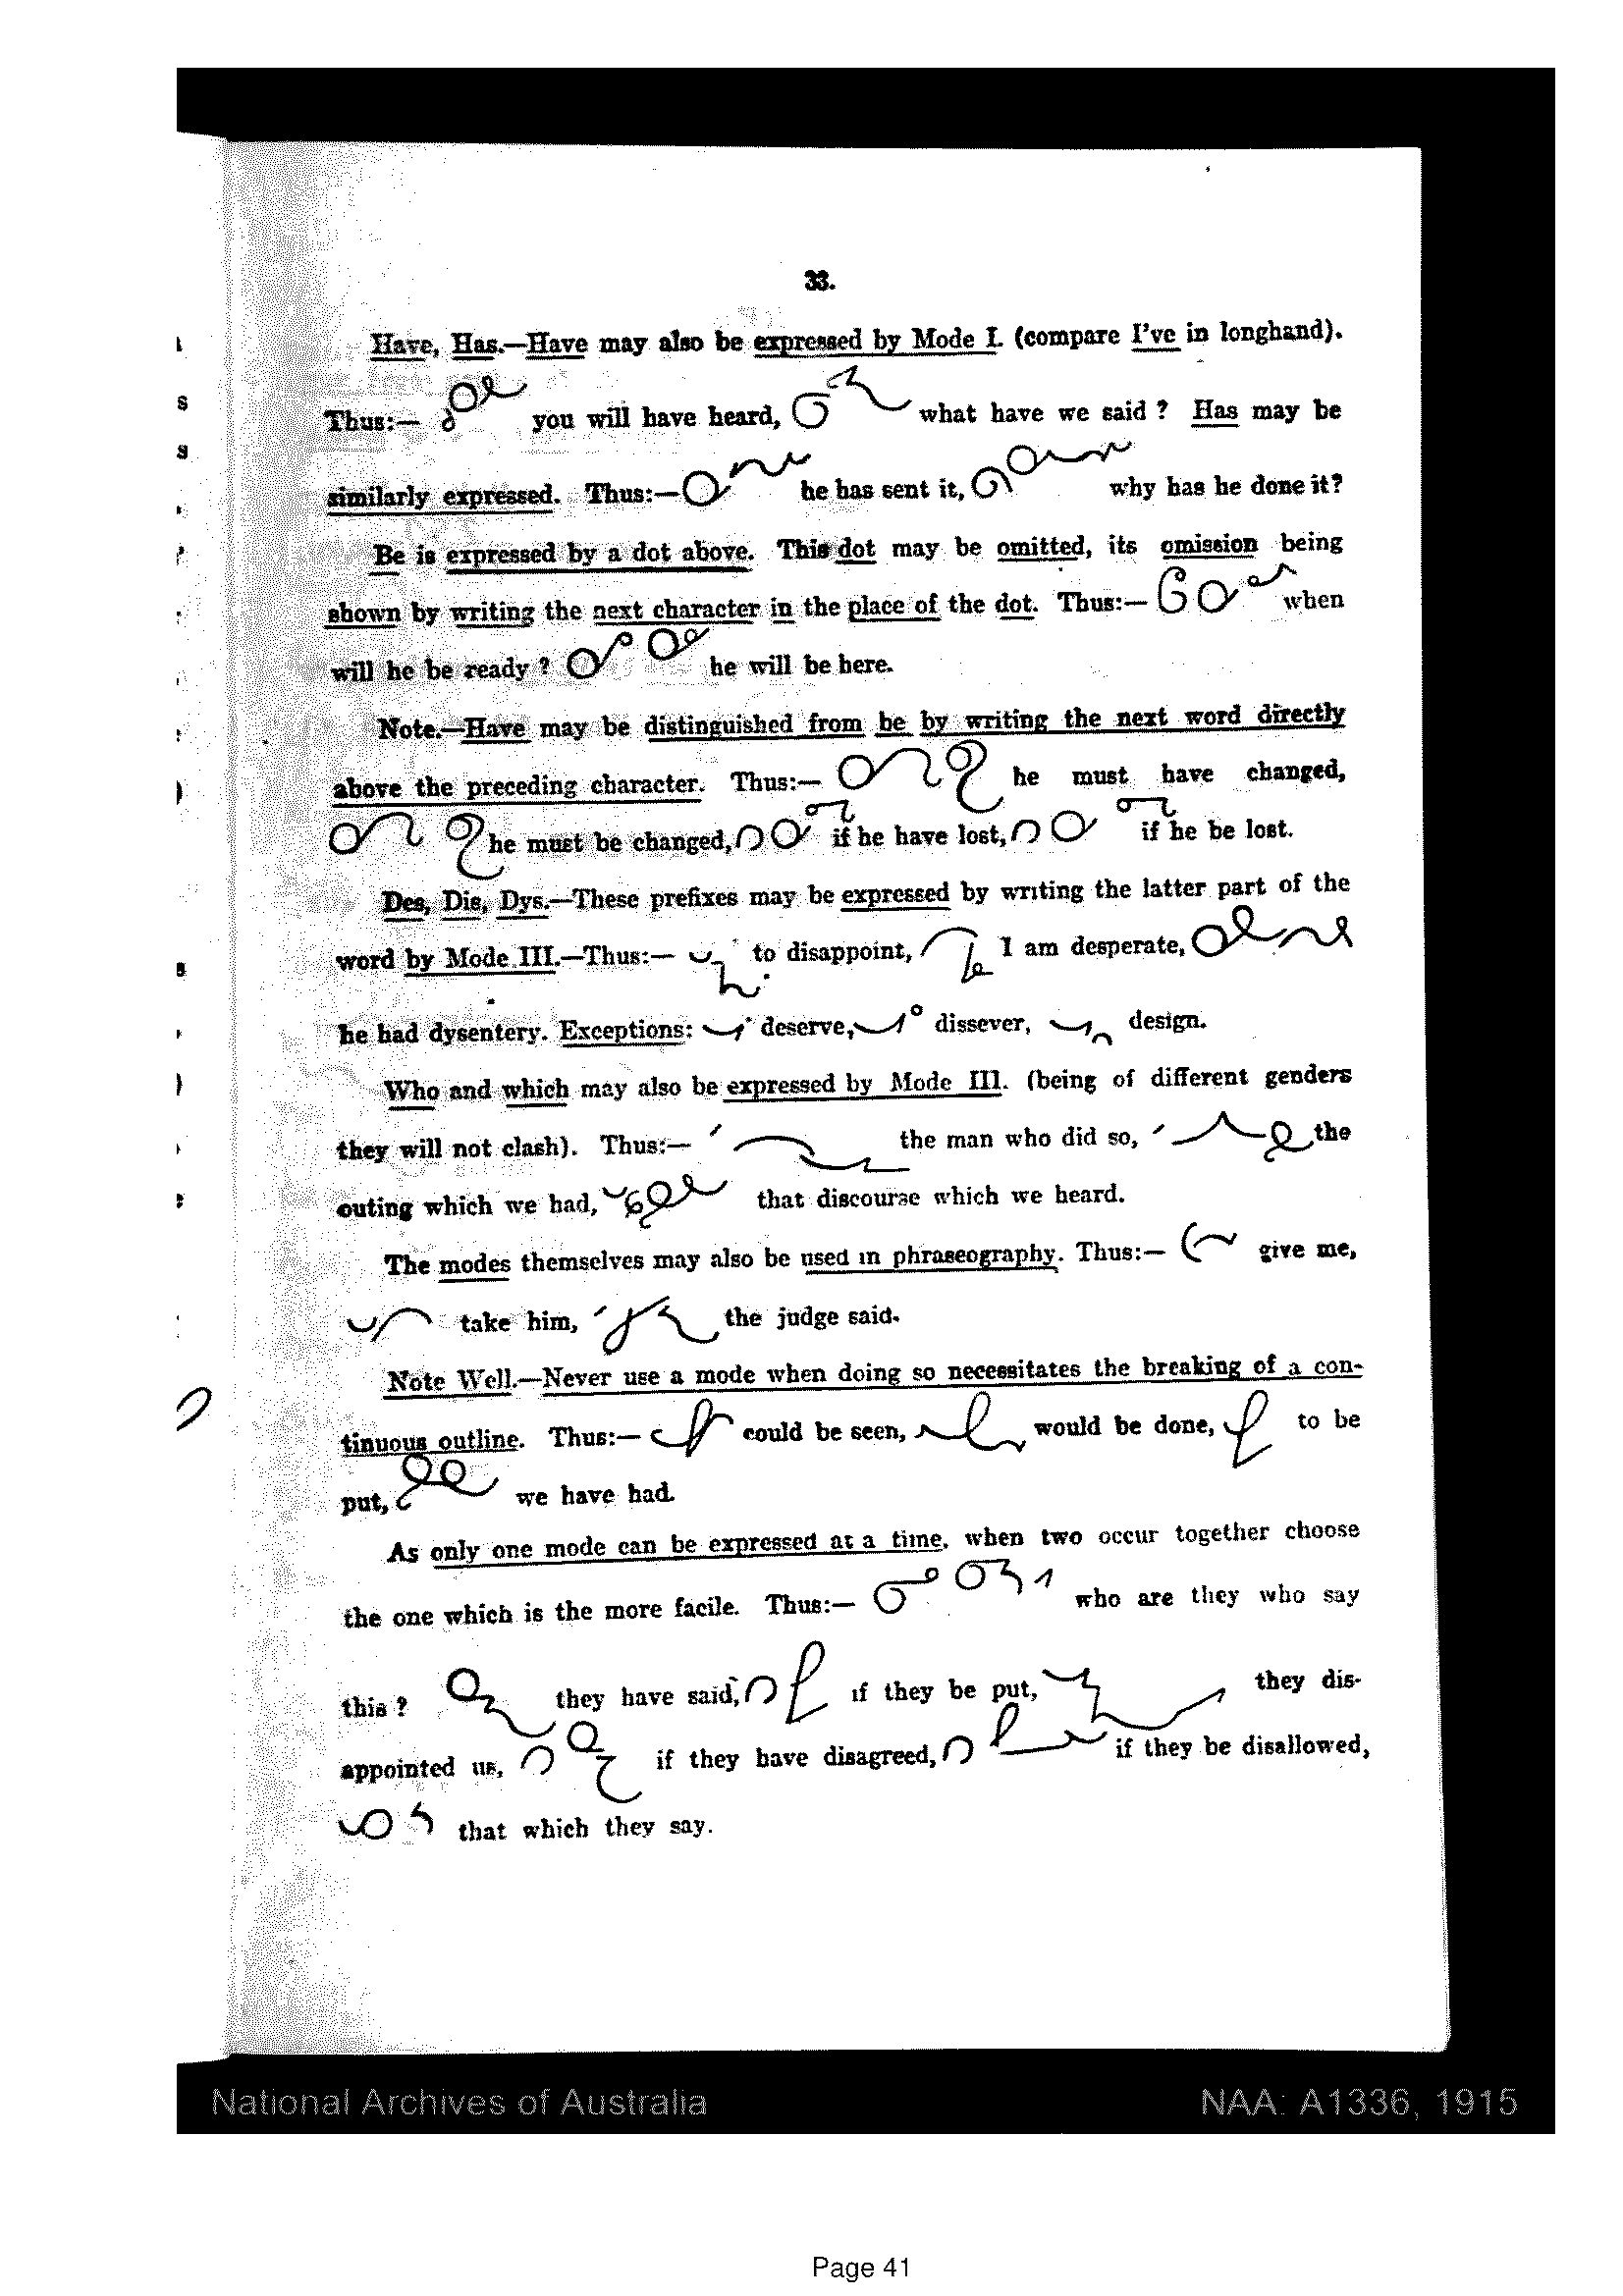 33.
Have, Has.—Have may also be expressed by Mode I. (compare I've in longhand).
Thus:— you will have heard, what have we said? Has may be
similarly expressed. Thus:— he has sent it, why has he done it?
Be is expressed by a dot above. This dot may be omitted, its omission being
shown by writing the next character in the place of the dot. Thus:— when
will he be ready? he will be here.
Note.—Have may be distinguished from be by writing the next word directly
above the preceding character. Thus:— he must have changed,
he must be changed, if he have lost, if he be lost.
Des, Dis, Dys.—These prefixes may be expressed by writing the latter part of the
word by Mode III.—Thus:— to disappoint, I am desperate,
he had dysentery. Exceptions: deserve, dissever, design.
Who and which may also be expressed by Mode III. (being of different genders
they will not clash). Thus:— the man who did so, the
outing which we had, that discourse which we heard.
The modes themselves may also be used in phraseography. Thus:— give me,
take him, the judge said.
Note Well.—Never use a mode when doing so necessitates the breaking of a con-
tinuous outline. Thus:— could be seen, would be done, to be
put, we have had.
As only one mode can be expressed at a time, when two occur together choose
the one which is the more facile. Thus:— who are they who say
this? they have said, if they be put, they dis-
appointed us, if they have disagreed, if they be disallowed,
that which they say.
National Archives of Australia NAA: A1336, 1915
Page 41